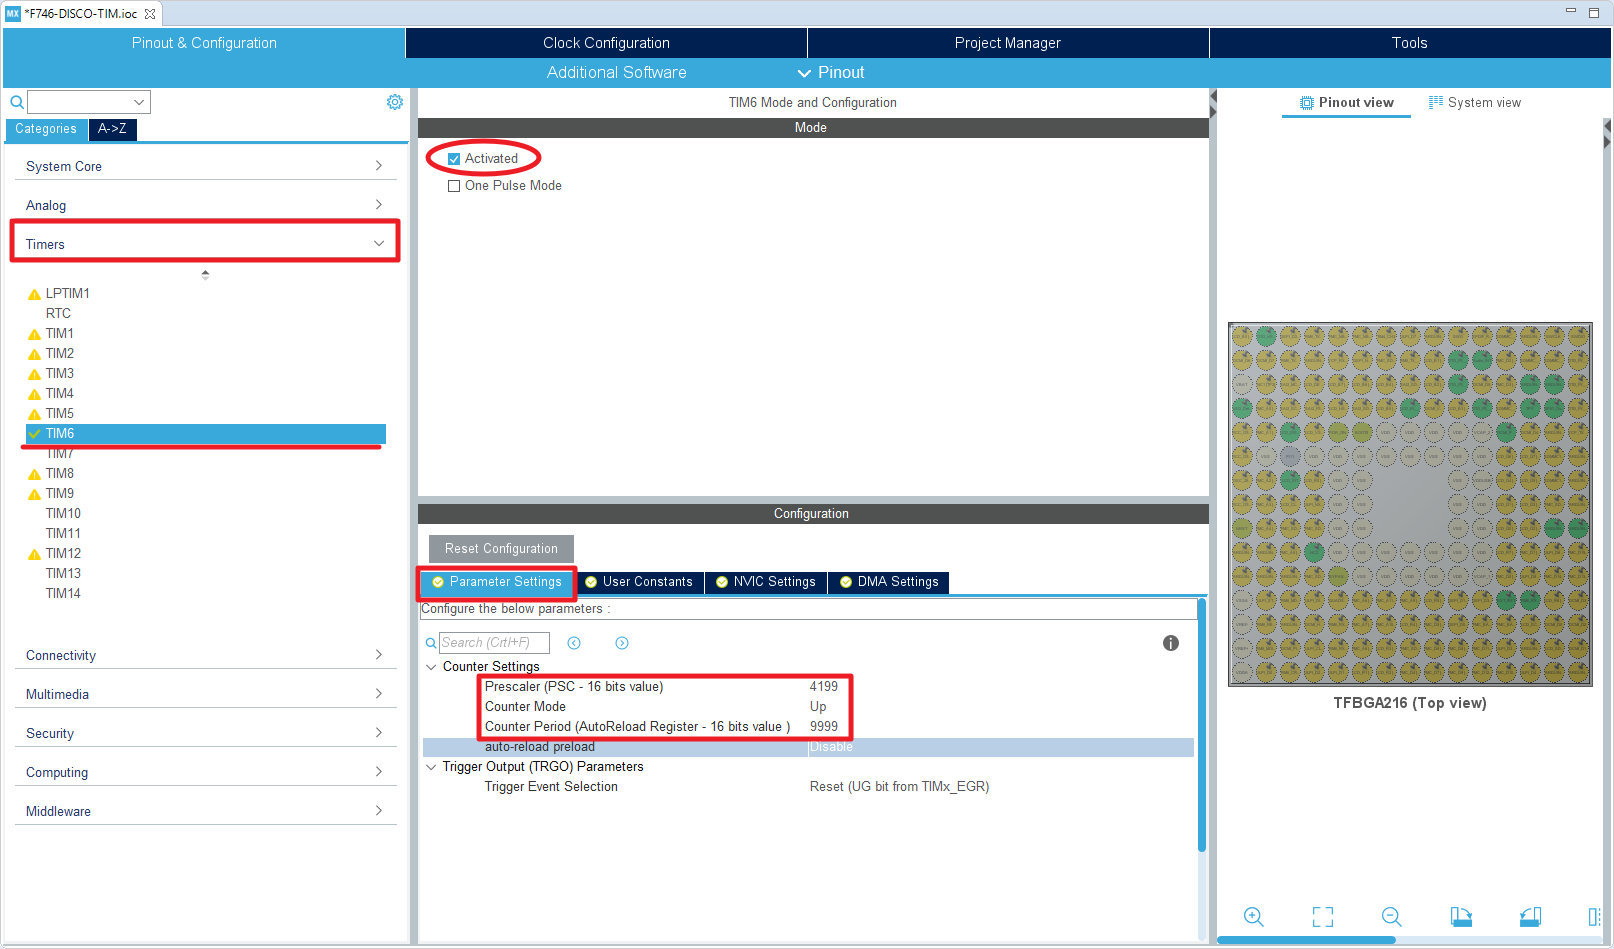 MX *F746-DISCO-TIM.ioc
Pinout & Configuration
Clock Configuration
Project Manager
Tools
Additional Software
Pinout
Categories
A->Z
System Core
Analog
Timers
LPTIM1
RTC
TIM1
TIM2
TIM3
TIM4
TIM5
TIM6
TIM7
TIM8
TIM9
TIM10
TIM11
TIM12
TIM13
TIM14
Connectivity
Multimedia
Security
Computing
Middleware
TIM6 Mode and Configuration
Mode
Activated
One Pulse Mode
Configuration
Reset Configuration
Parameter Settings
User Constants
NVIC Settings
DMA Settings
Configure the below parameters :
Search (Crtl+F)
Counter Settings
Prescaler (PSC - 16 bits value) 4199
Counter Mode Up
Counter Period (AutoReload Register - 16 bits value ) 9999
auto-reload preload Disable
Trigger Output (TRGO) Parameters
Trigger Event Selection Reset (UG bit from TIMx_EGR)
Pinout view
System view
TFBGA216 (Top view)